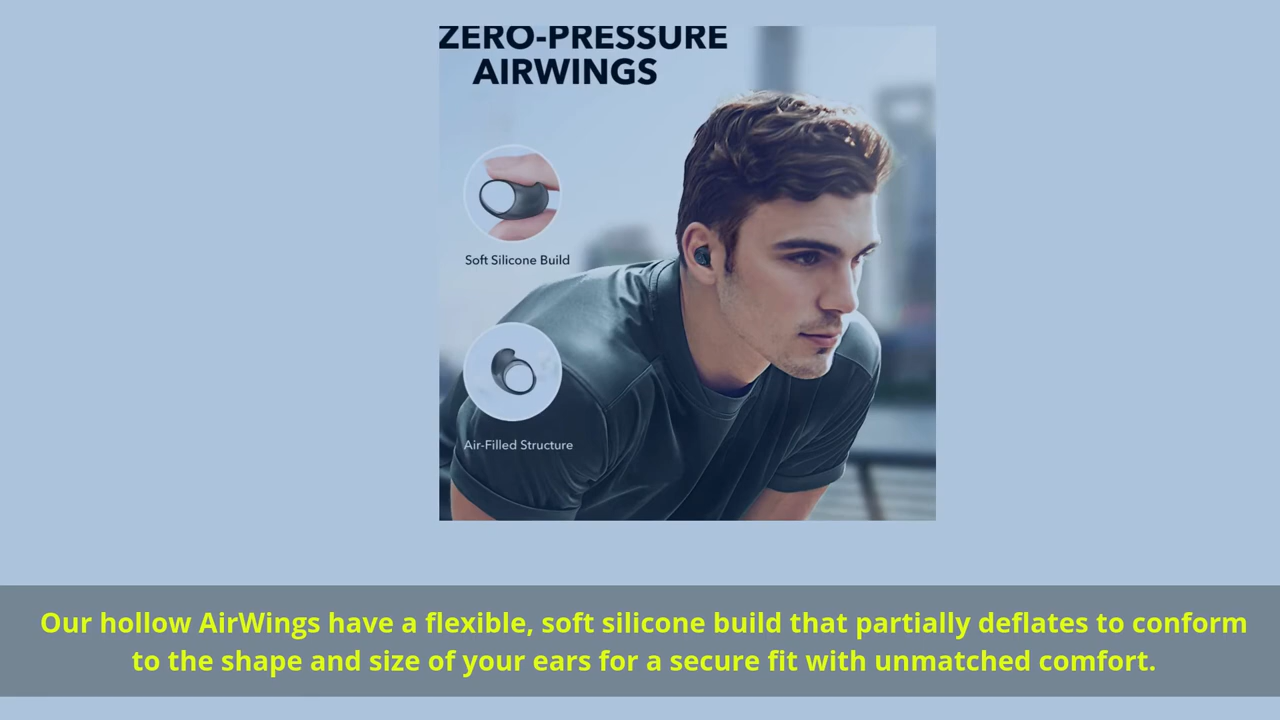 ZERO-PRESSURE
AIRWINGS
Soft Silicone Build
Air-Filled Structure
Our hollow AirWings have a flexible, soft silicone build that partially deflates to conform
to the shape and size of your ears for a secure fit with unmatched comfort.